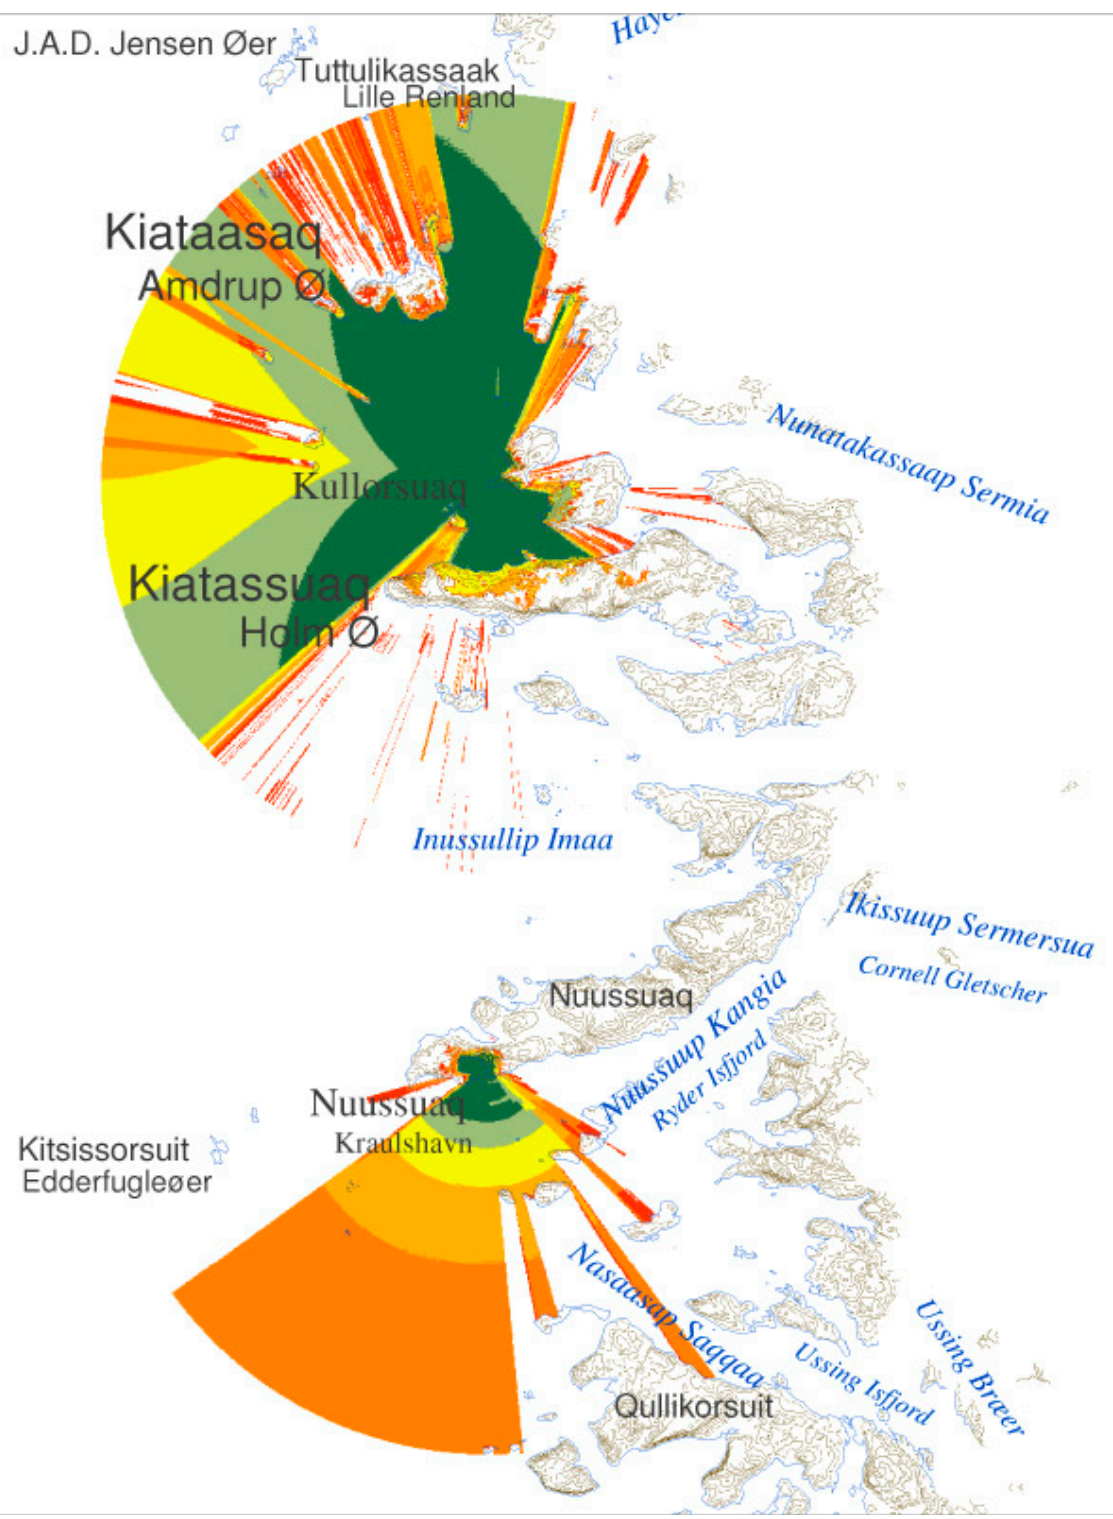 J.A.D. Jensen Øer
Tuttulikassaak
Lille Renland
Kiataasaq
Amdrup Ø
Nunatakassaap Sermia
Kullorsuaq
Kiatassuaq
Holm Ø
Inussullip Imaa
Ikissuup Sermersua
Cornell Gletscher
Nuussuaq
Nuussuup Kangia
Ryder Isfjord
Nuussuaq
Kraulshavn
Kitsissorsuit
Edderfugleøer
Nasaasap Saqqaa
Ussing Isfjord
Ussing Bræer
Qullikorsuit